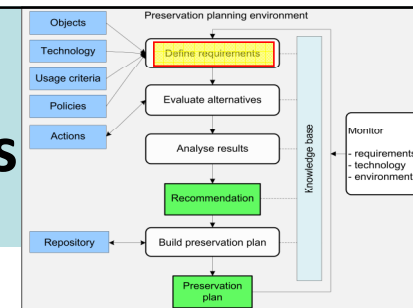 Preservation planning environment
Objects
Technology
Usage criteria
Policies
Actions
Define requirements
Evaluate alternatives
Analyse results
Recommendation
Repository
Build preservation plan
Preservation
plan
Knowledge base
Monitor
- requirements
- technology
- environment
s